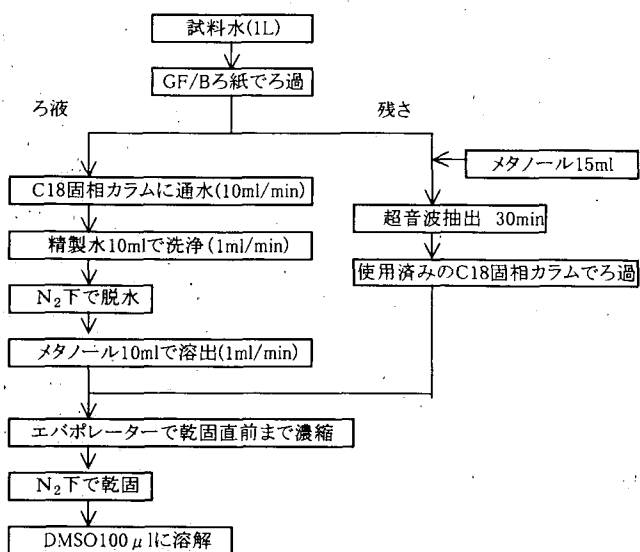 試料水(1L)
GF/Bろ紙でろ過
ろ液
残さ
メタノール15ml
C18固相カラムに通水(10ml/min)
超音波抽出 30min
精製水10mlで洗浄(1ml/min)
使用済みのC18固相カラムでろ過
N₂下で脱水
メタノール10mlで溶出(1ml/min)
エバポレーターで乾固直前まで濃縮
N₂下で乾固
DMSO100μlに溶解